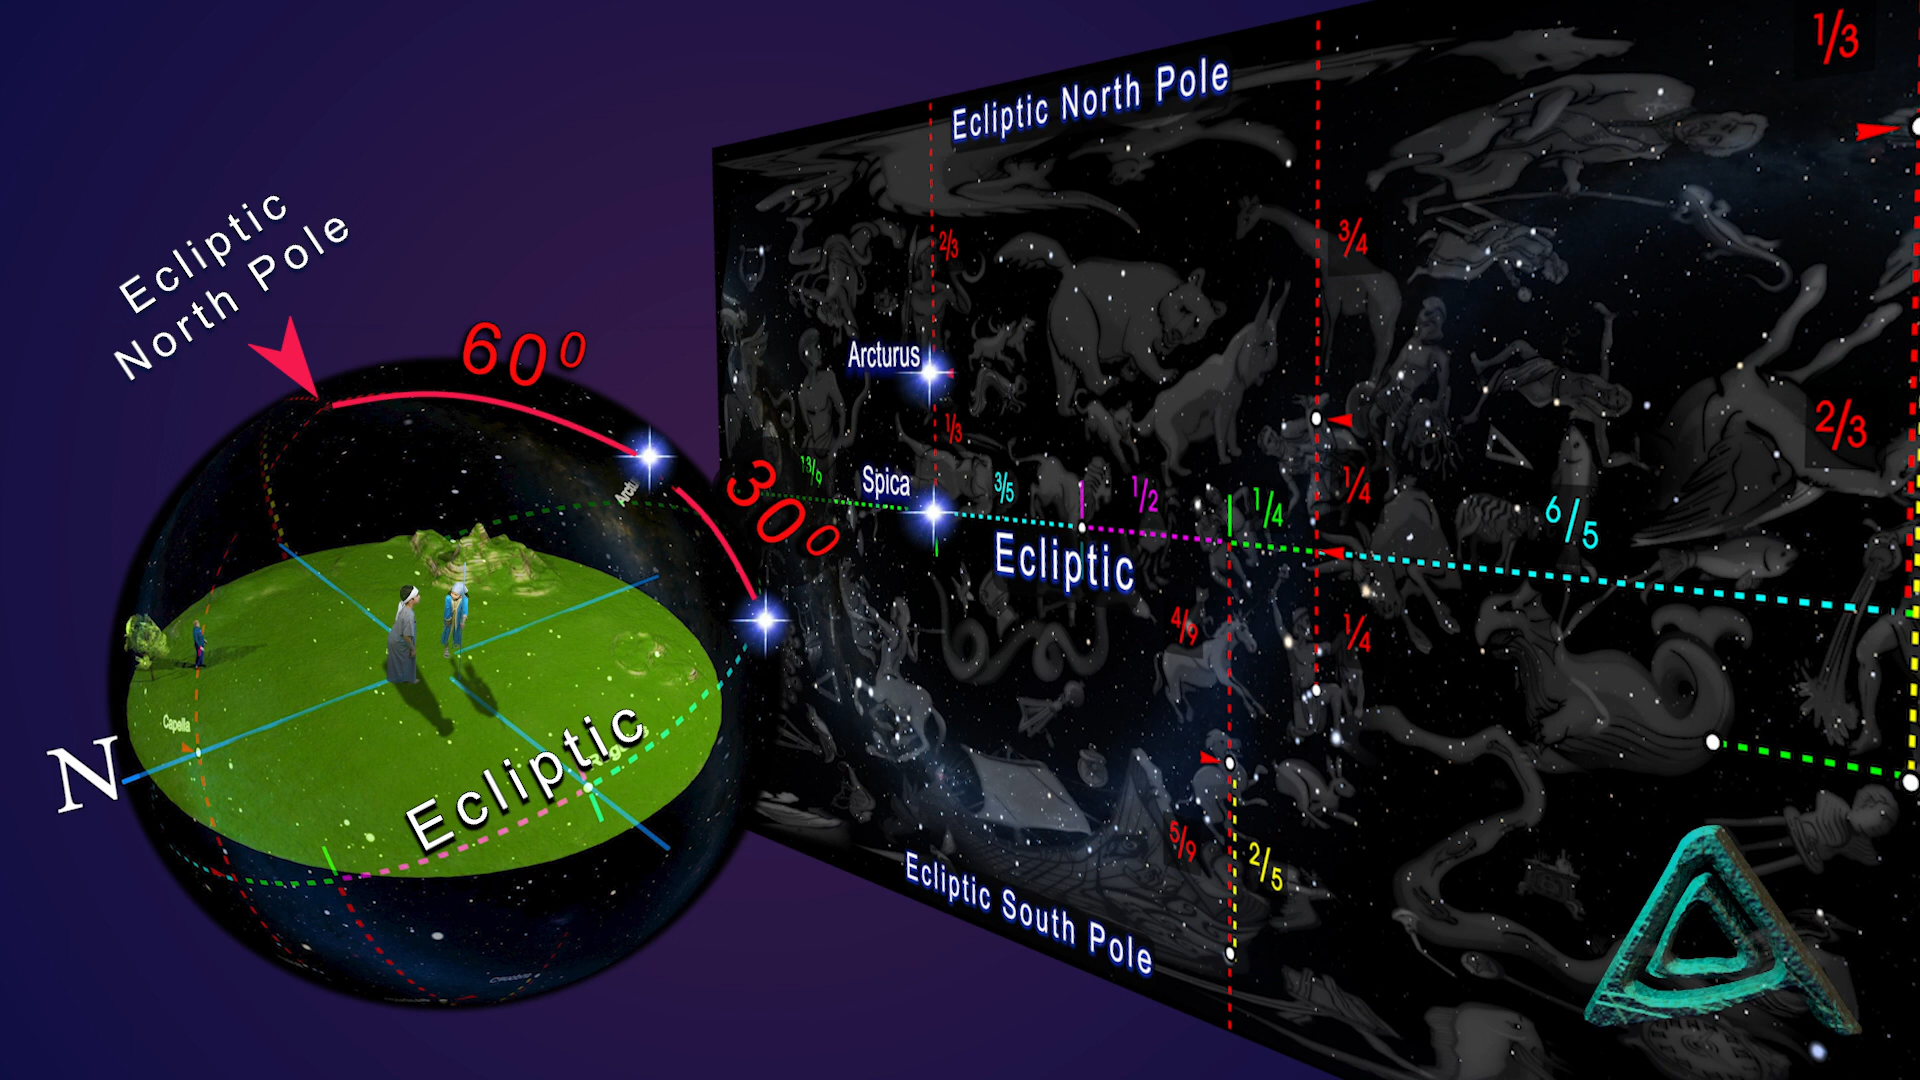 Ecliptic
North Pole
60⁰
30⁰
N
Capella
Ecliptic
Ecliptic North Pole
1/3
2/3
3/4
Arcturus
1/3
2/3
13/9
Spica
3/5
1/2
1/4
1/4
6/5
Ecliptic
4/9
1/4
5/9
2/5
Ecliptic South Pole